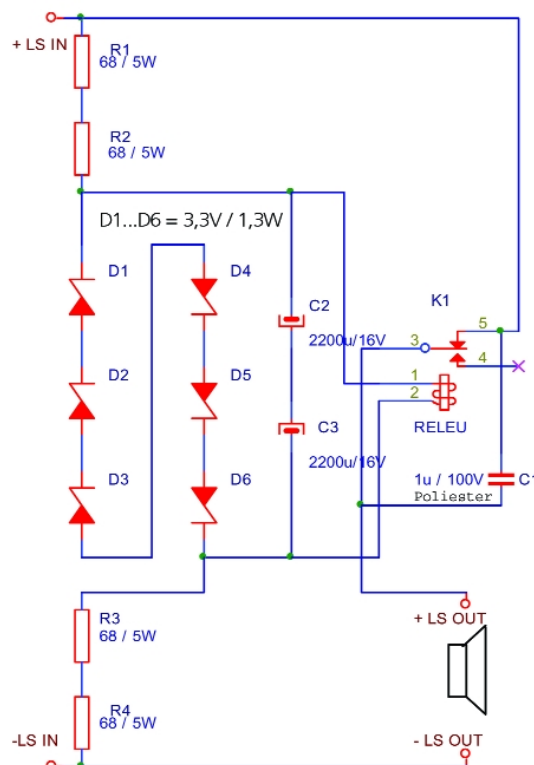 + LS IN
R1
68 / 5W
R2
68 / 5W
D1...D6 = 3,3V / 1,3W
D1
D4
C2
2200u/16V
K1
5
3
4
D2
D5
1
2
C3
2200u/16V
RELEU
D3
D6
1u / 100V
C1
Poliester
R3
68 / 5W
+ LS OUT
R4
68 / 5W
-LS IN
- LS OUT